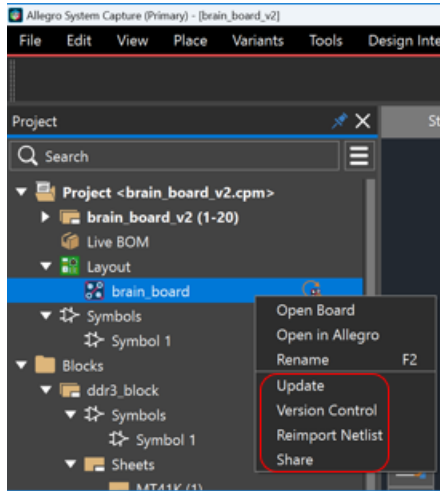 Allegro System Capture (Primary) - [brain_board_v2]
File Edit View Place Variants Tools Design Inte
Project St
Search
Project <brain_board_v2.cpm>
brain_board_v2 (1-20)
Live BOM
Layout
brain_board
Symbols
Symbol 1
Blocks
ddr3_block
Symbols
Symbol 1
Sheets
MT41K (1)
Open Board
Open in Allegro
Rename F2
Update
Version Control
Reimport Netlist
Share